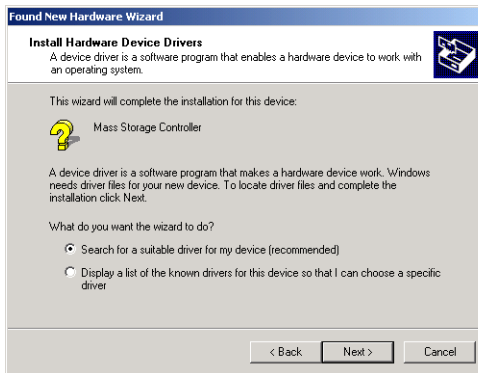 Found New Hardware Wizard
Install Hardware Device Drivers
A device driver is a software program that enables a hardware device to work with
an operating system.
This wizard will complete the installation for this device:
Mass Storage Controller
A device driver is a software program that makes a hardware device work. Windows
needs driver files for your new device. To locate driver files and complete the
installation click Next.
What do you want the wizard to do?
Search for a suitable driver for my device (recommended)
Display a list of the known drivers for this device so that I can choose a specific
driver
< Back Next > Cancel